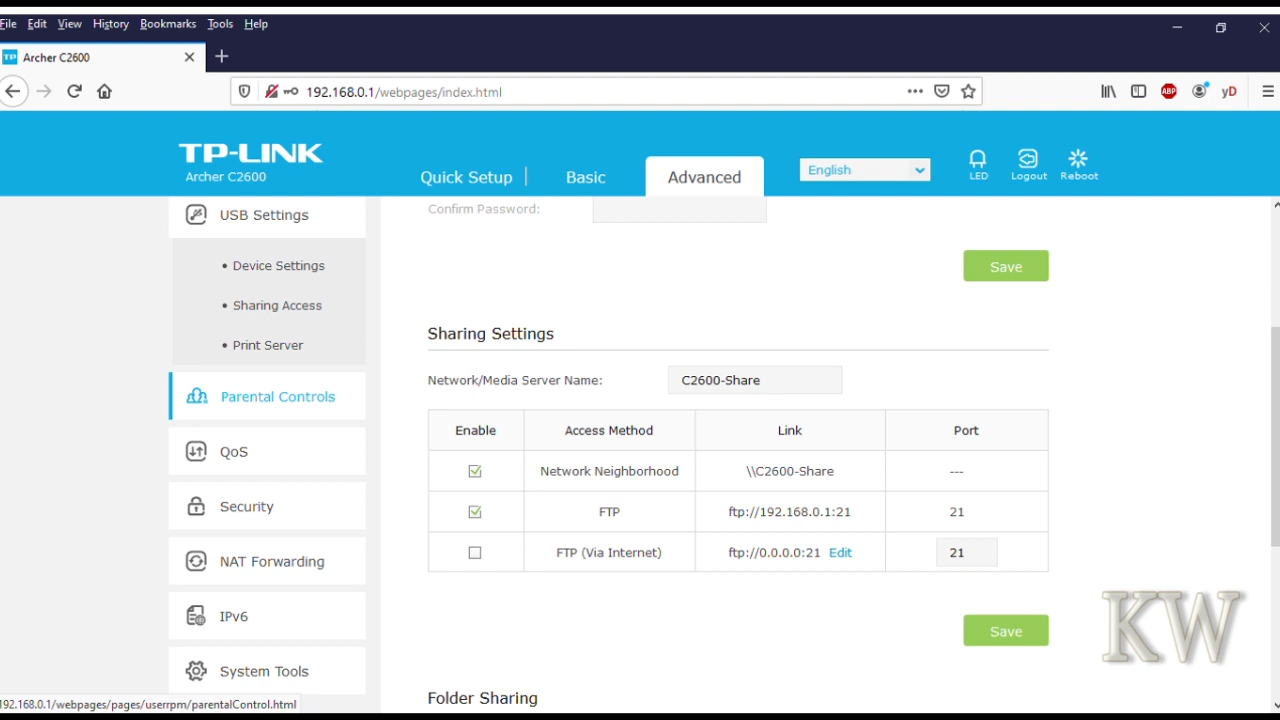 File Edit View History Bookmarks Tools Help
TP Archer C2600
192.168.0.1/webpages/index.html
ABP
yD
TP-LINK
Archer C2600
Quick Setup
Basic
Advanced
English
LED
Logout
Reboot
USB Settings
Device Settings
Sharing Access
Print Server
Parental Controls
QoS
Security
NAT Forwarding
IPv6
System Tools
Confirm Password:
Save
Sharing Settings
Network/Media Server Name: C2600-Share
Enable Access Method Link Port
Network Neighborhood \\C2600-Share ---
FTP ftp://192.168.0.1:21 21
FTP (Via Internet) ftp://0.0.0.0:21 Edit 21
Save
Folder Sharing
KW
192.168.0.1/webpages/pages/userrpm/parentalControl.html